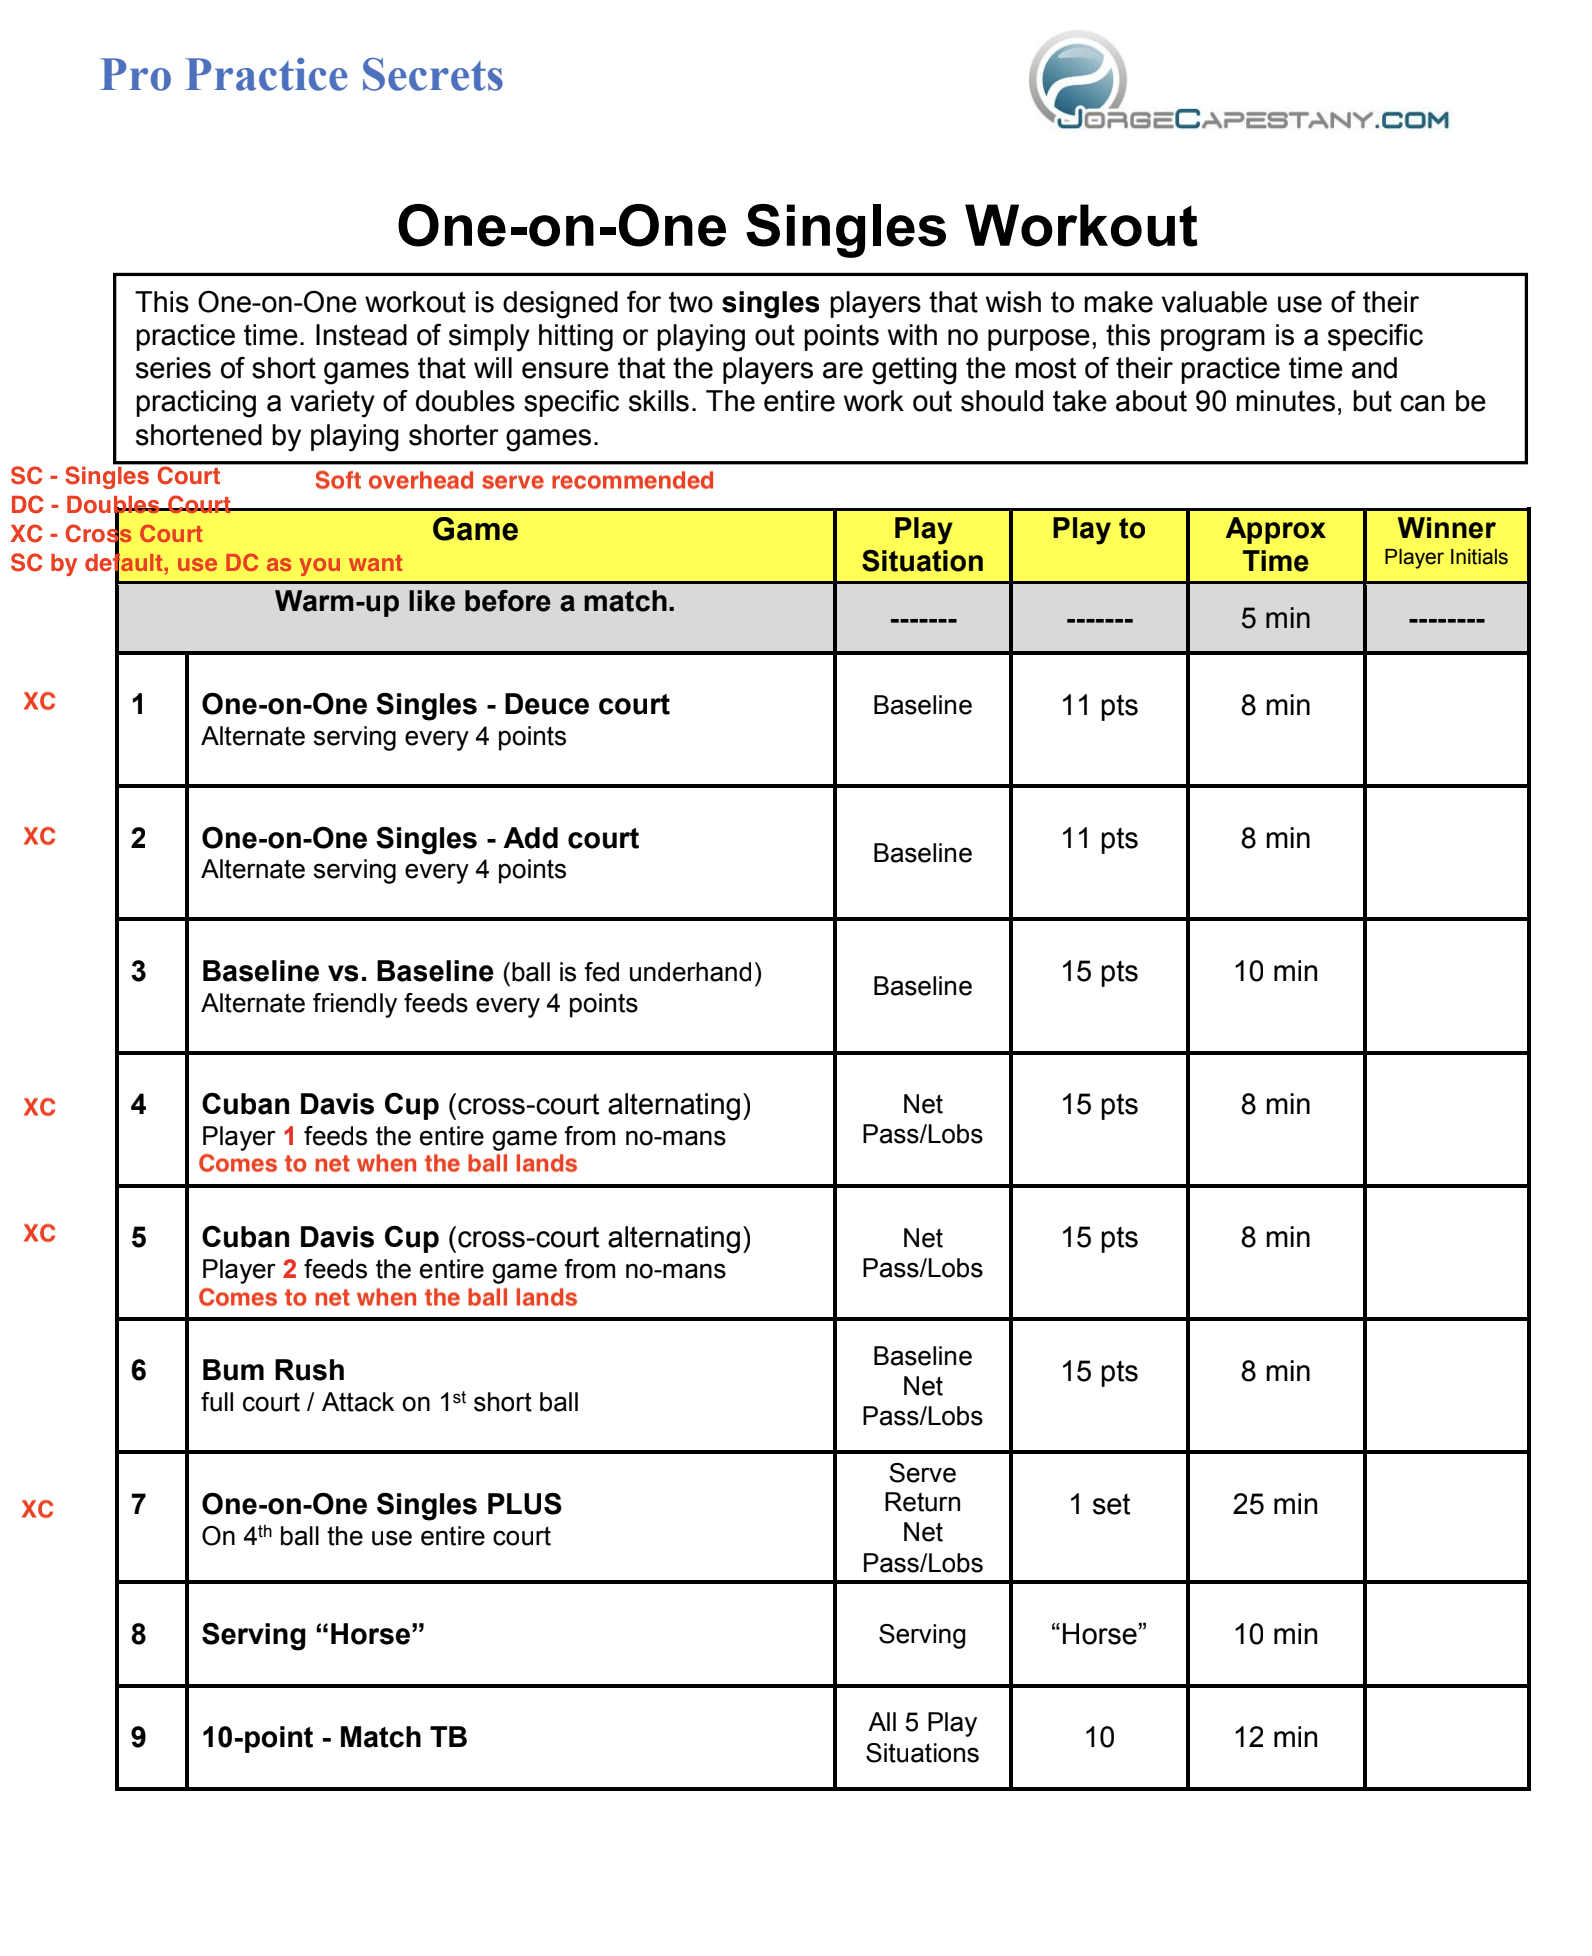 Pro Practice Secrets
JORGECAPESTANY.COM
One-on-One Singles Workout
This One-on-One workout is designed for two singles players that wish to make valuable use of their
practice time. Instead of simply hitting or playing out points with no purpose, this program is a specific
series of short games that will ensure that the players are getting the most of their practice time and
practicing a variety of doubles specific skills. The entire work out should take about 90 minutes, but can be
shortened by playing shorter games.
SC - Singles Court
Soft overhead serve recommended
DC - Doubles Court
XC - Cross Court
SC by default, use DC as you want
Game
Play
Situation
Play to
Approx
Time
Winner
Player Initials
Warm-up like before a match.
-------
-------
5 min
--------
XC
1
One-on-One Singles - Deuce court
Alternate serving every 4 points
Baseline
11 pts
8 min
XC
2
One-on-One Singles - Add court
Alternate serving every 4 points
Baseline
11 pts
8 min
3
Baseline vs. Baseline (ball is fed underhand)
Alternate friendly feeds every 4 points
Baseline
15 pts
10 min
XC
4
Cuban Davis Cup (cross-court alternating)
Player 1 feeds the entire game from no-mans
Comes to net when the ball lands
Net
Pass/Lobs
15 pts
8 min
XC
5
Cuban Davis Cup (cross-court alternating)
Player 2 feeds the entire game from no-mans
Comes to net when the ball lands
Net
Pass/Lobs
15 pts
8 min
6
Bum Rush
full court / Attack on 1st short ball
Baseline
Net
Pass/Lobs
15 pts
8 min
XC
7
One-on-One Singles PLUS
On 4th ball the use entire court
Serve
Return
Net
Pass/Lobs
1 set
25 min
8
Serving “Horse”
Serving
“Horse”
10 min
9
10-point - Match TB
All 5 Play
Situations
10
12 min